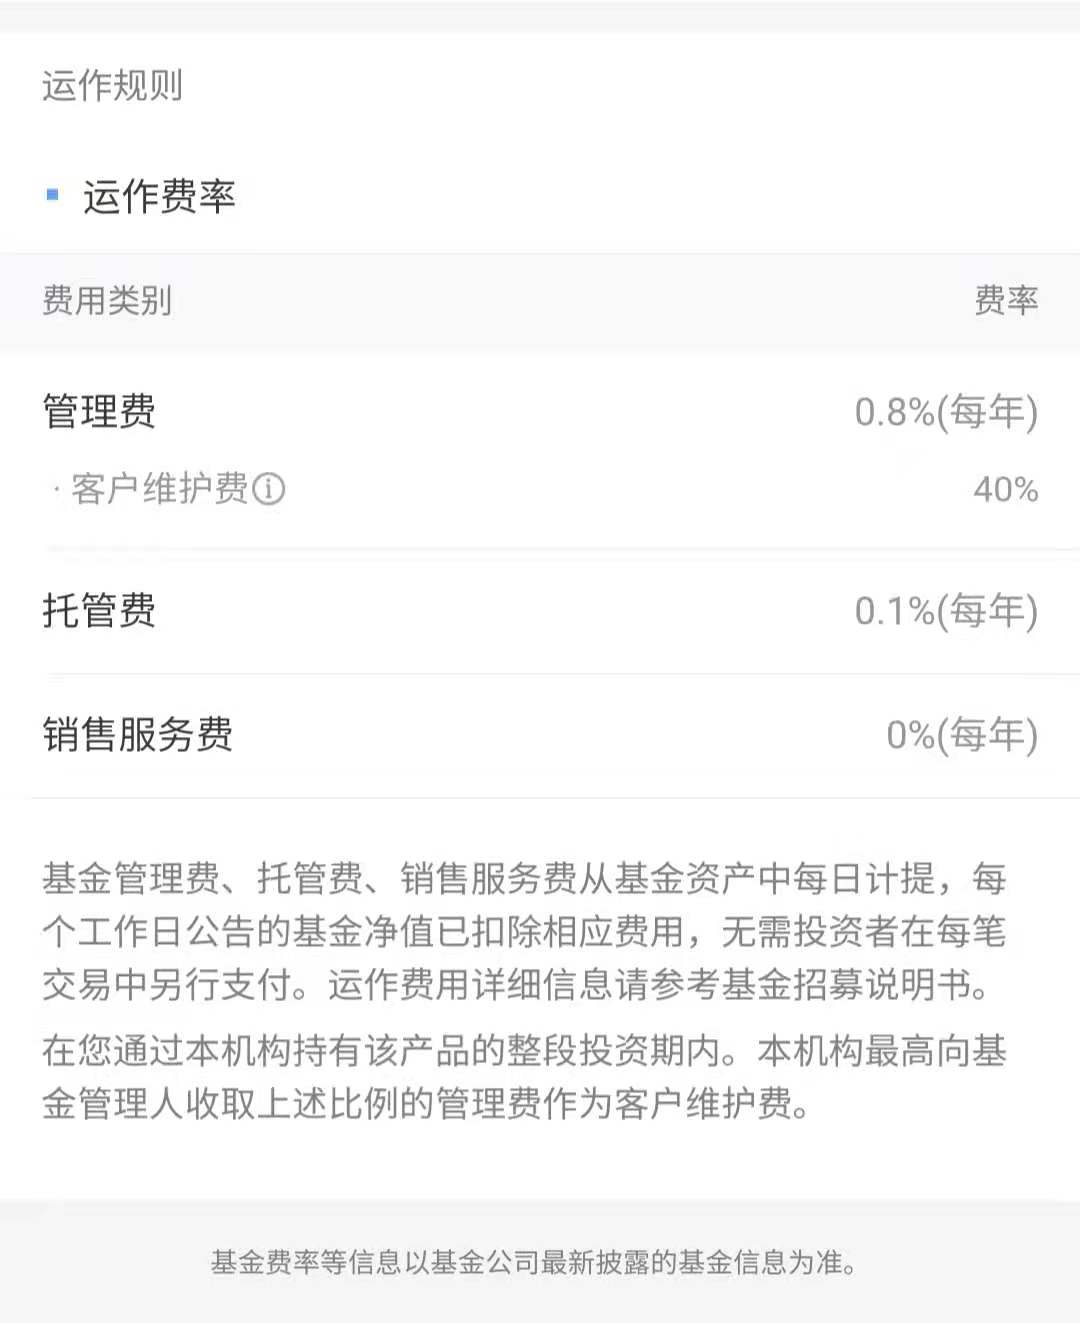 运作规则
运作费率
费用类别 费率
管理费 0.8%(每年)
· 客户维护费 40%
托管费 0.1%(每年)
销售服务费 0%(每年)
基金管理费、托管费、销售服务费从基金资产中每日计提，每
个工作日公告的基金净值已扣除相应费用，无需投资者在每笔
交易中另行支付。运作费用详细信息请参考基金招募说明书。
在您通过本机构持有该产品的整段投资期内。本机构最高向基
金管理人收取上述比例的管理费作为客户维护费。
基金费率等信息以基金公司最新披露的基金信息为准。